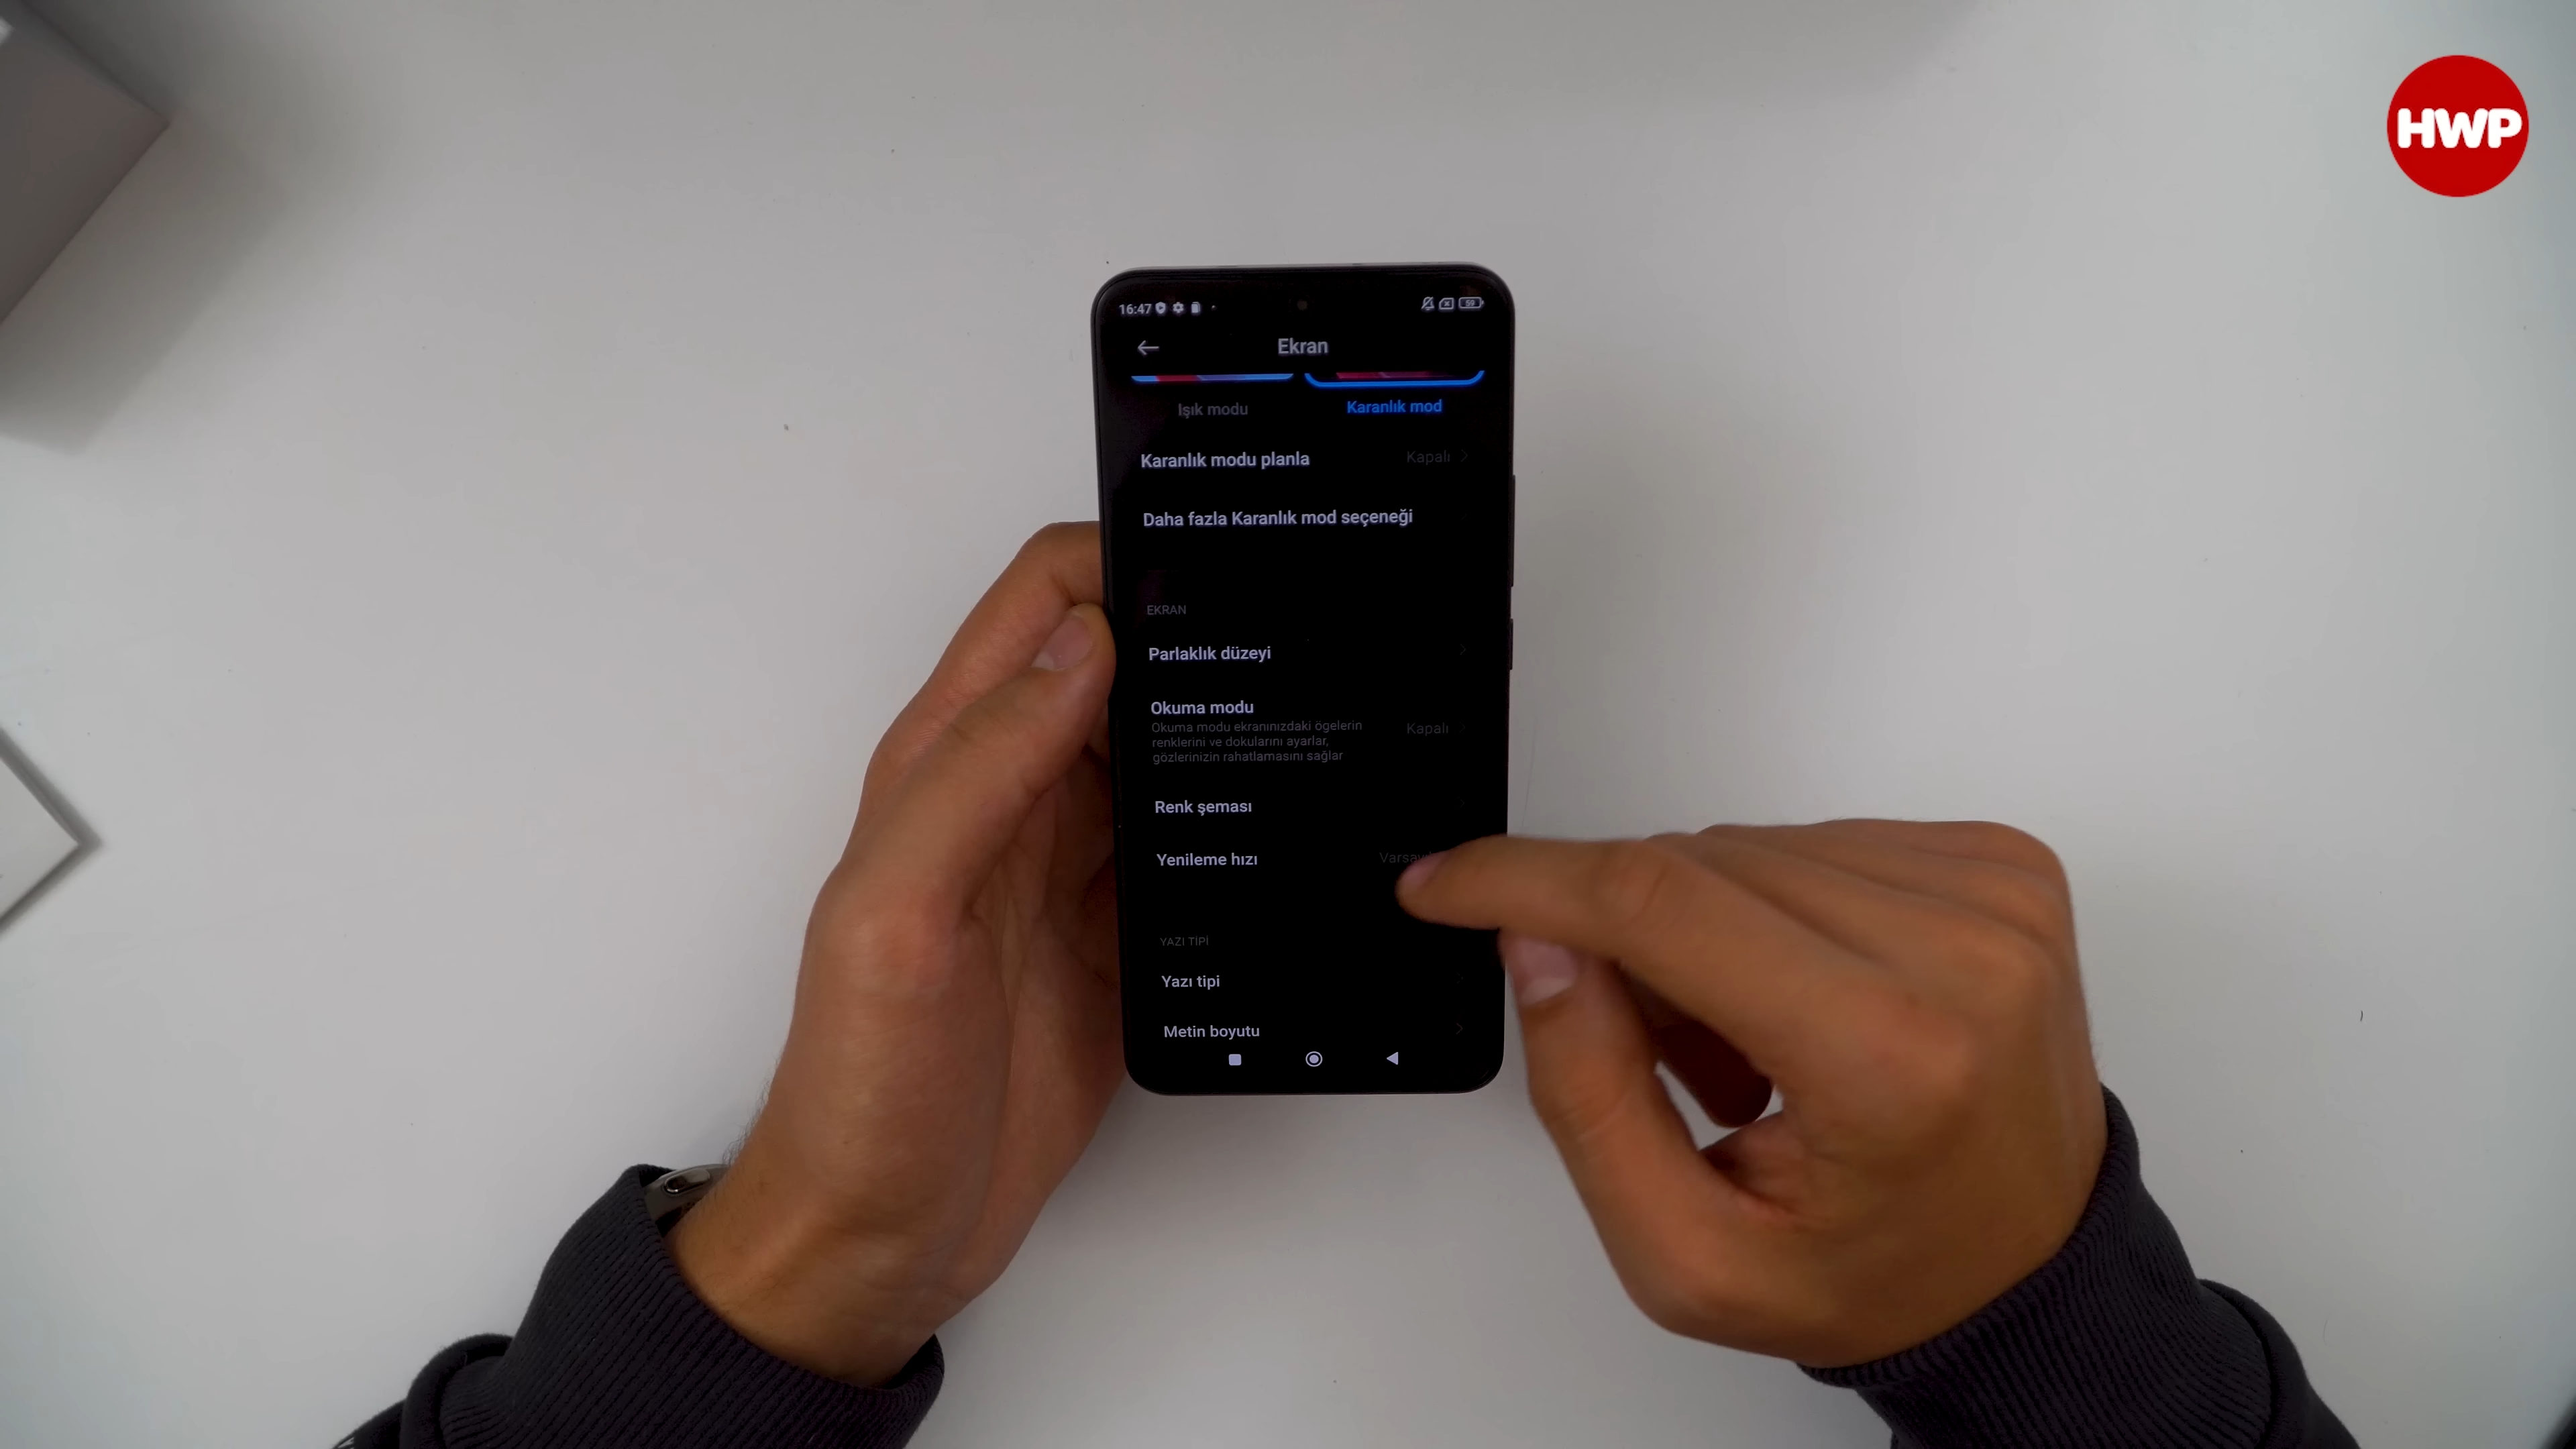 HWP
16:47
59
Ekran
Işık modu
Karanlık mod
Karanlık modu planla
Kapalı
Daha fazla Karanlık mod seçeneği
EKRAN
Parlaklık düzeyi
Okuma modu
Okuma modu ekranınızdaki ögelerin
renklerini ve dokularını ayarlar,
gözlerinizin rahatlamasını sağlar
Kapalı
Renk şeması
Yenileme hızı
YAZI TİPİ
Yazı tipi
Metin boyutu